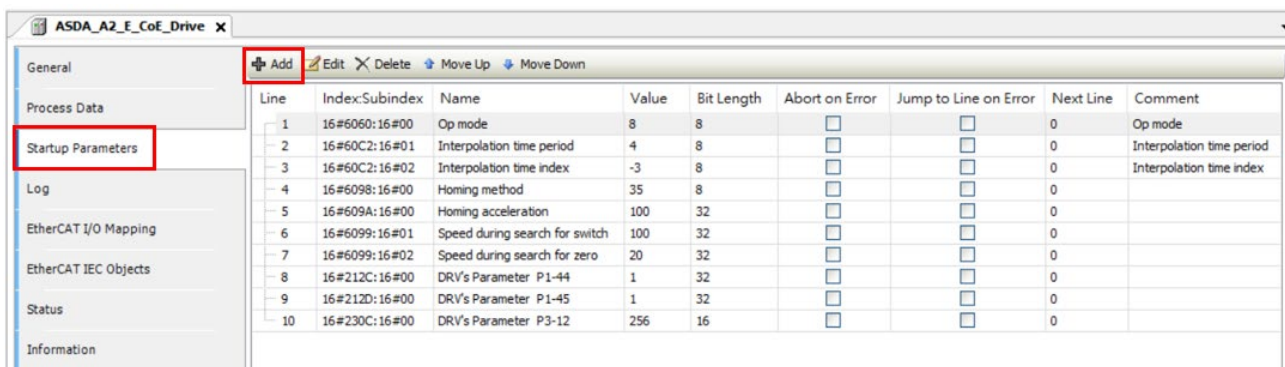 ASDA_A2_E_CoE_Drive X
General
Process Data
Startup Parameters
Log
EtherCAT I/O Mapping
EtherCAT IEC Objects
Status
Information
Add Edit Delete Move Up Move Down
Line Index:Subindex Name Value Bit Length Abort on Error Jump to Line on Error Next Line Comment
1 16#6060:16#00 Op mode 8 8 0 Op mode
2 16#60C2:16#01 Interpolation time period 4 8 0 Interpolation time period
3 16#60C2:16#02 Interpolation time index -3 8 0 Interpolation time index
4 16#6098:16#00 Homing method 35 8 0
5 16#609A:16#00 Homing acceleration 100 32 0
6 16#6099:16#01 Speed during search for switch 100 32 0
7 16#6099:16#02 Speed during search for zero 20 32 0
8 16#212C:16#00 DRV's Parameter P1-44 1 32 0
9 16#212D:16#00 DRV's Parameter P1-45 1 32 0
10 16#230C:16#00 DRV's Parameter P3-12 256 16 0